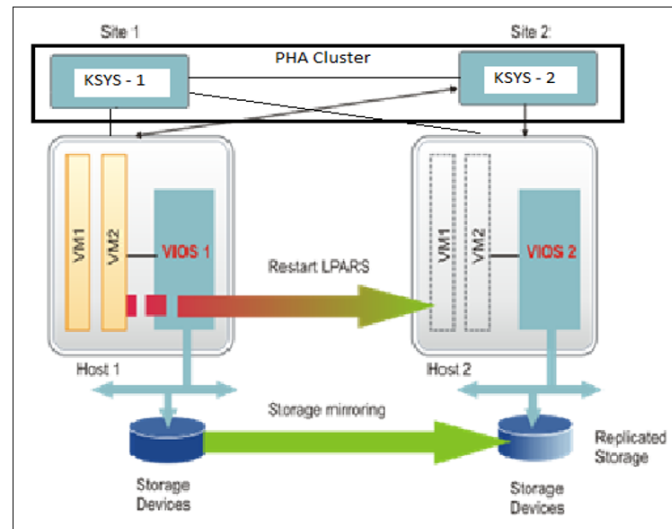 Site 1
Site 2
PHA Cluster
KSYS - 1
KSYS - 2
VM1
VM2
VIOS 1
VM1
VM2
VIOS 2
Restart LPARS
Host 1
Host 2
Storage mirroring
Replicated
Storage
Storage
Devices
Storage
Devices